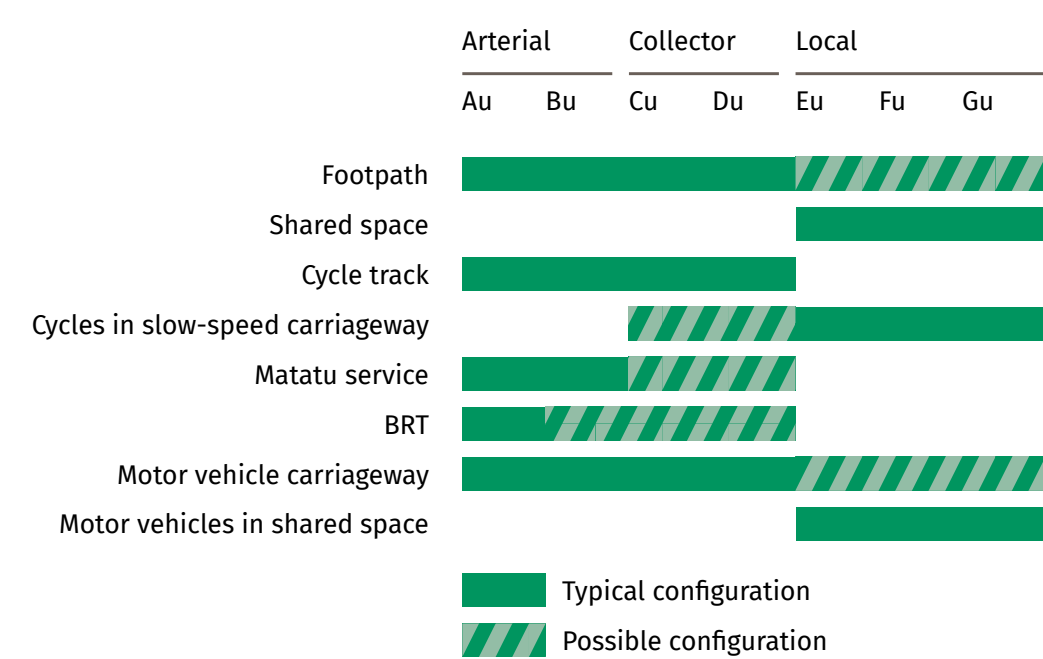 Arterial Collector Local
Au Bu Cu Du Eu Fu Gu
Footpath
Shared space
Cycle track
Cycles in slow-speed carriageway
Matatu service
BRT
Motor vehicle carriageway
Motor vehicles in shared space
Typical configuration
Possible configuration